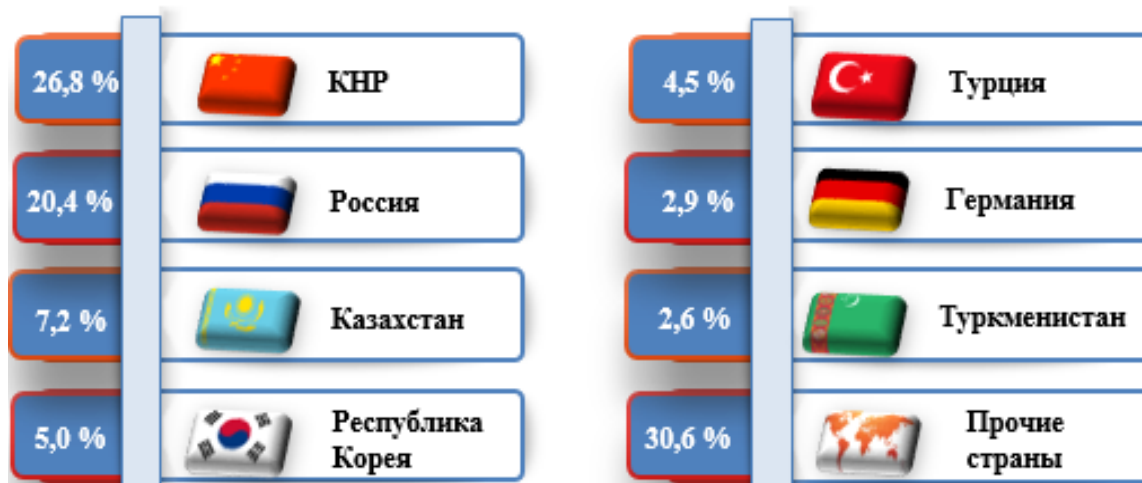 26,8 %
КНР
20,4 %
Россия
7,2 %
Казахстан
5,0 %
Республика
Корея
4,5 %
Турция
2,9 %
Германия
2,6 %
Туркменистан
30,6 %
Прочие
страны